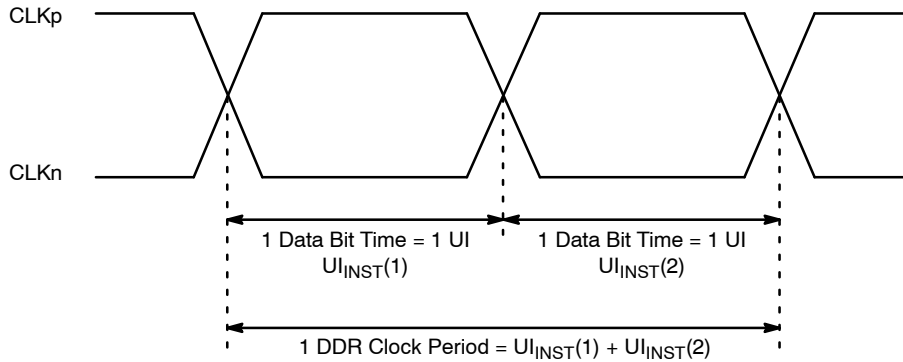 CLKp
CLKn
1 Data Bit Time = 1 UI
UI_INST(1)
1 Data Bit Time = 1 UI
UI_INST(2)
1 DDR Clock Period = UI_INST(1) + UI_INST(2)